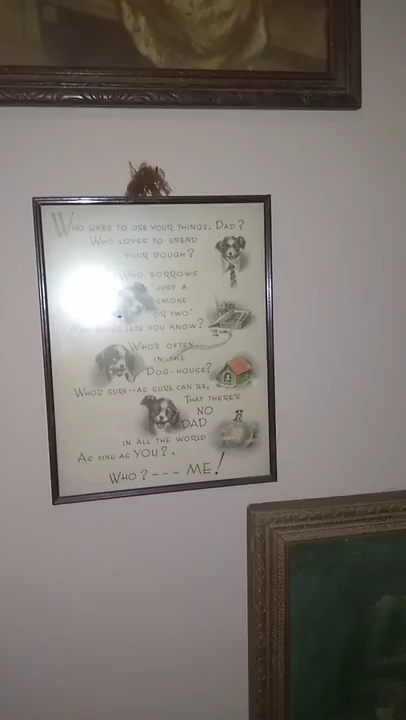 Who likes to use your things, Dad?
Who loves to spend
your dough?
Who borrows
just a
smoke
or two
And never lets you know?
Who's often
in the
Dog-house?
Who's sure—as sure can be,
That there's
NO
DAD
in all the world
As fine as YOU?.
Who?--- ME!